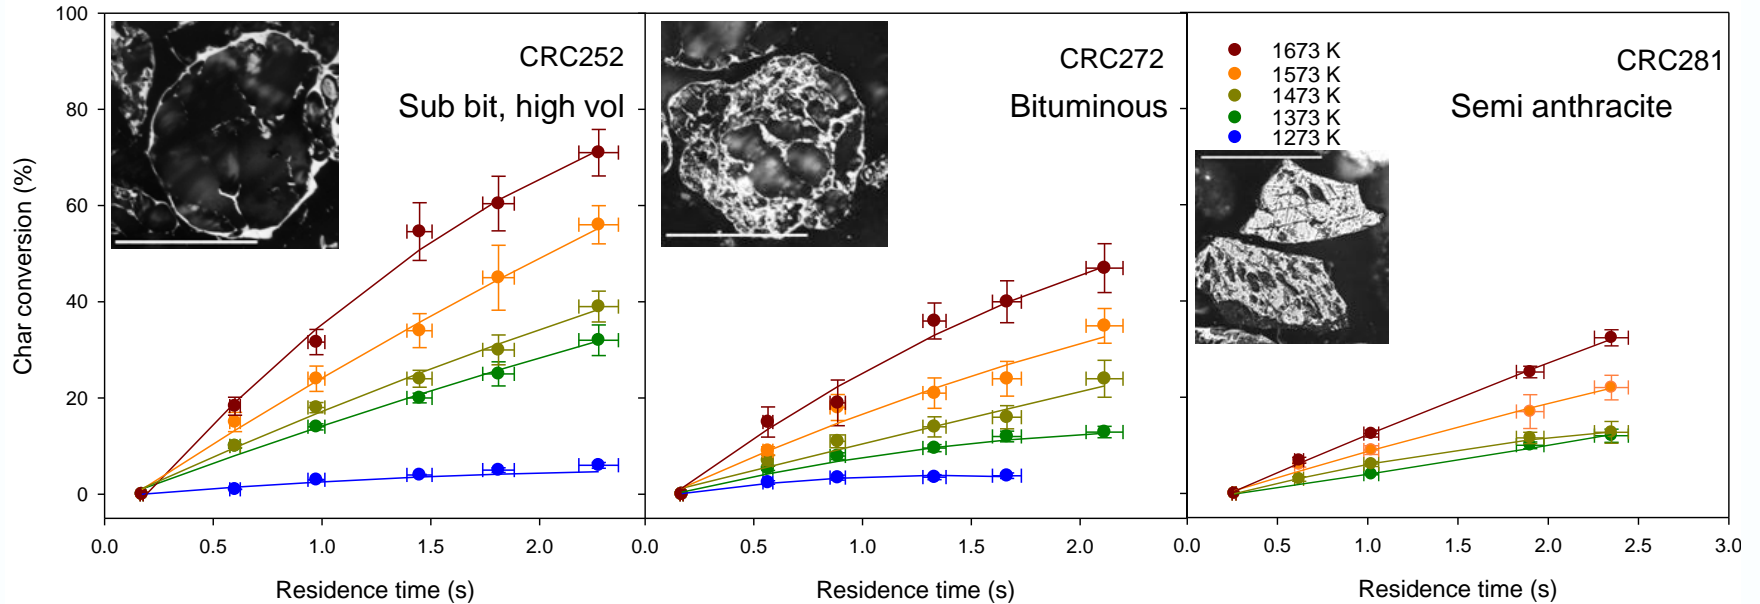 100
80
60
40
20
0
Char conversion (%)
CRC252
Sub bit, high vol
0.0 0.5 1.0 1.5 2.0
Residence time (s)
CRC272
Bituminous
0.0 0.5 1.0 1.5 2.0
Residence time (s)
1673 K
1573 K
1473 K
1373 K
1273 K
CRC281
Semi anthracite
0.0 0.5 1.0 1.5 2.0 2.5 3.0
Residence time (s)